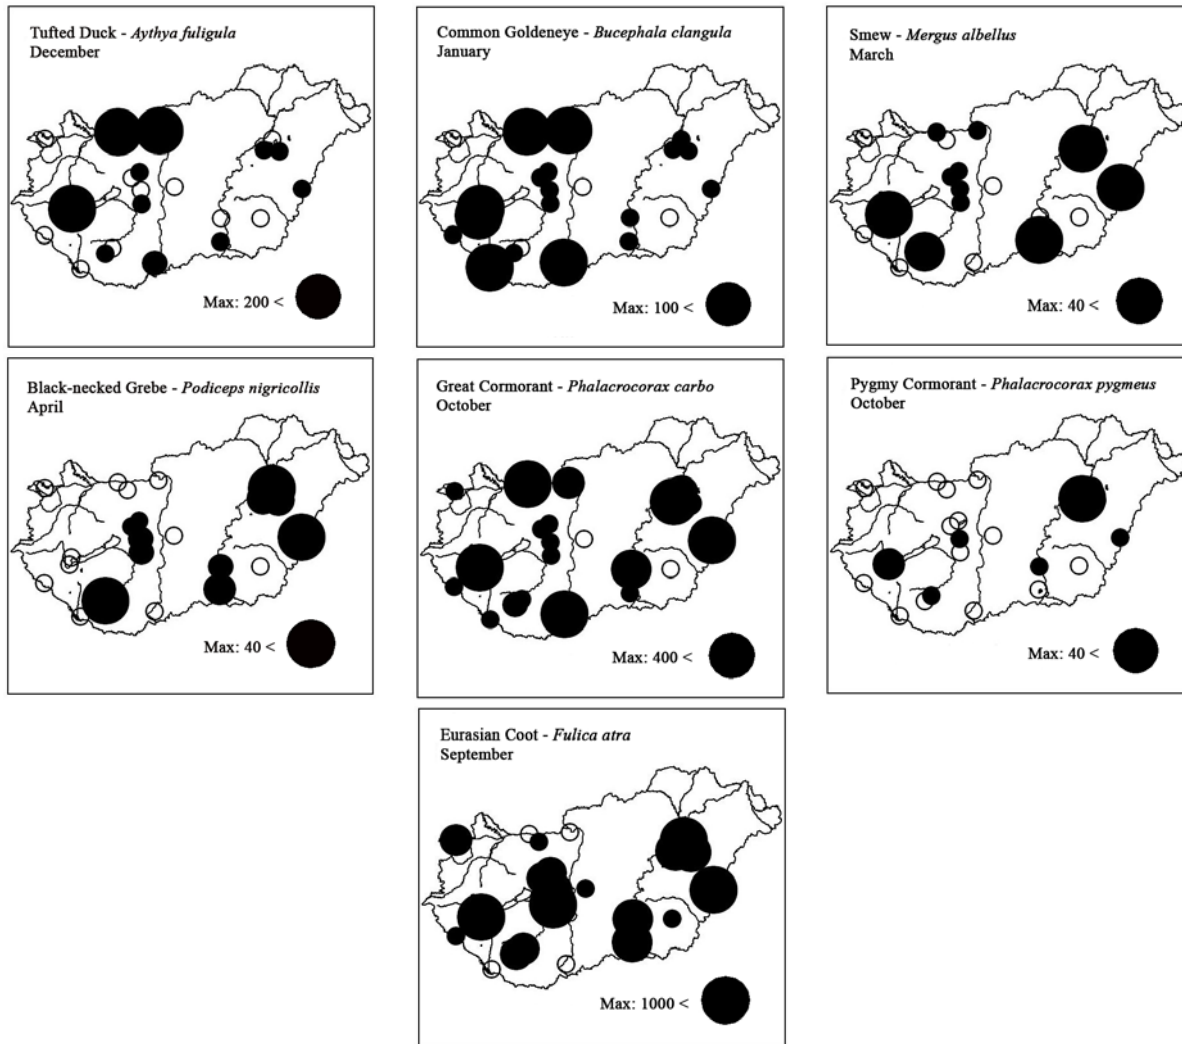 Tufted Duck - Aythya fuligula
December
Max: 200 <
Common Goldeneye - Bucephala clangula
January
Max: 100 <
Smew - Mergus albellus
March
Max: 40 <
Black-necked Grebe - Podiceps nigricollis
April
Max: 40 <
Great Cormorant - Phalacrocorax carbo
October
Max: 400 <
Pygmy Cormorant - Phalacrocorax pygmeus
October
Max: 40 <
Eurasian Coot - Fulica atra
September
Max: 1000 <